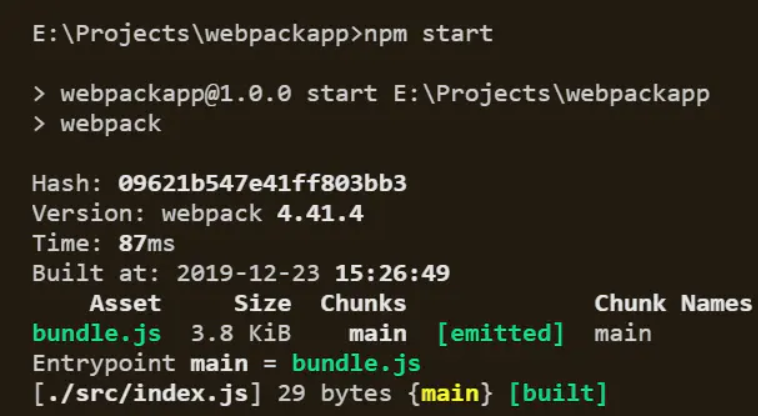 E:\Projects\webpackapp>npm start
> webpackapp@1.0.0 start E:\Projects\webpackapp
> webpack
Hash: 09621b547e41ff803bb3
Version: webpack 4.41.4
Time: 87ms
Built at: 2019-12-23 15:26:49
Asset Size Chunks Chunk Names
bundle.js 3.8 KiB main [emitted] main
Entrypoint main = bundle.js
[./src/index.js] 29 bytes {main} [built]